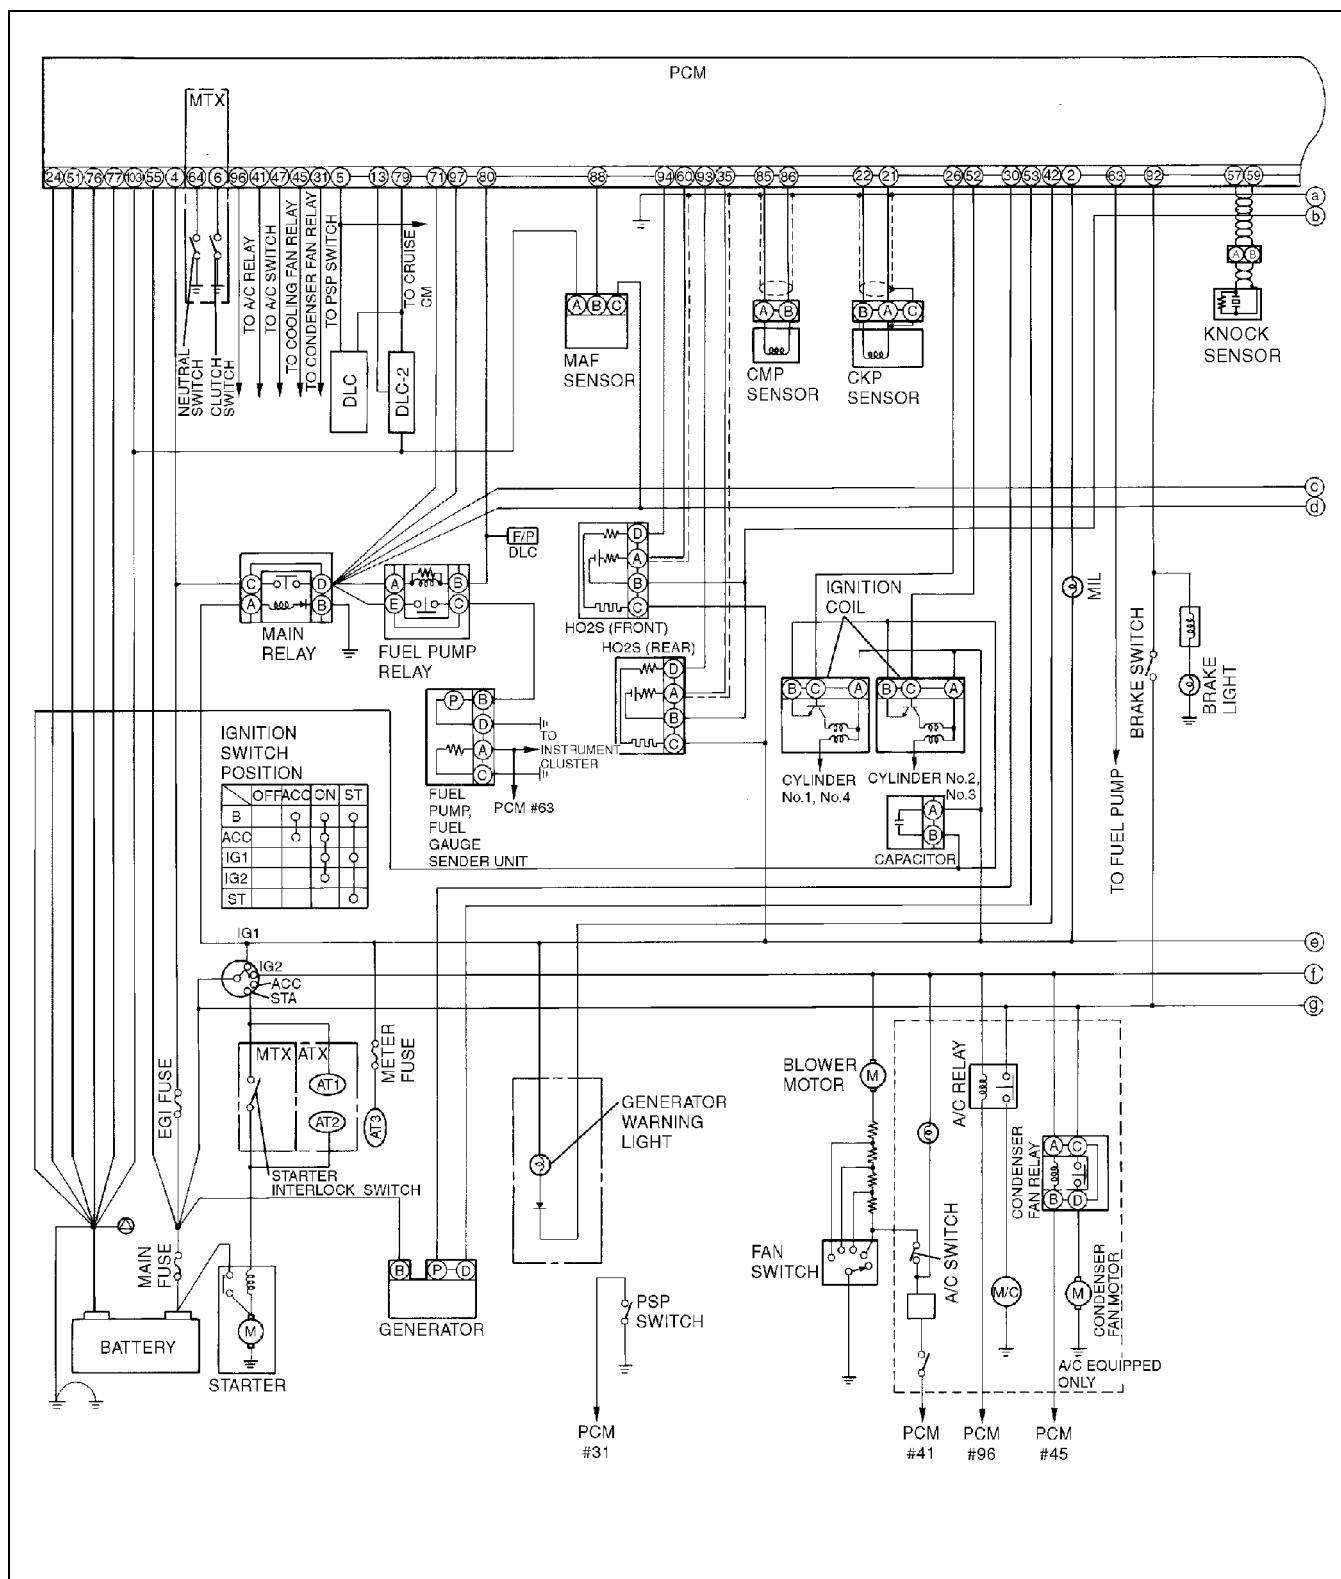 PCM
MTX
24 51 76 77 103 55 4 64 6 96 41 47 45 31 5 13 79 71 97 80 88 94 60 93 35 85 86 22 21 26 52 30 53 42 2 63 92 57 59
a
b
NEUTRAL
SWITCH
CLUTCH
SWITCH
TO A/C RELAY
TO A/C SWITCH
TO COOLING FAN RELAY
TO CONDENSER FAN RELAY
TO PSP SWITCH
TO CRUISE
CM
DLC
DLC-2
A B C
MAF
SENSOR
A B
CMP
SENSOR
B A C
CKP
SENSOR
A B
KNOCK
SENSOR
c
d
F/P
DLC
C D
A B
MAIN
RELAY
A B
E C
FUEL PUMP
RELAY
D
A
B
C
HO2S (FRONT)
HO2S (REAR)
D
A
B
C
IGNITION
COIL
B C A
B C A
CYLINDER
No.1, No.4
CYLINDER No.2,
No.3
A
B
CAPACITOR
MIL
BRAKE SWITCH
BRAKE
LIGHT
TO FUEL PUMP
P B
D
A
C
TO
INSTRUMENT
CLUSTER
PCM #63
FUEL
PUMP,
FUEL
GAUGE
SENDER UNIT
IGNITION
SWITCH
POSITION
OFF ACC ON ST
B
ACC
IG1
IG2
ST
IG1
IG2
ACC
STA
e
f
g
MTX ATX
AT1
AT2
AT3
METER
FUSE
EGI FUSE
STARTER
INTERLOCK SWITCH
MAIN
FUSE
BATTERY
M
STARTER
B P D
GENERATOR
GENERATOR
WARNING
LIGHT
PSP
SWITCH
PCM
#31
BLOWER
MOTOR
M
FAN
SWITCH
A/C SWITCH
A/C RELAY
M/C
CONDENSER
FAN RELAY
A C
B D
M
CONDENSER
FAN MOTOR
A/C EQUIPPED
ONLY
PCM
#41
PCM
#96
PCM
#45